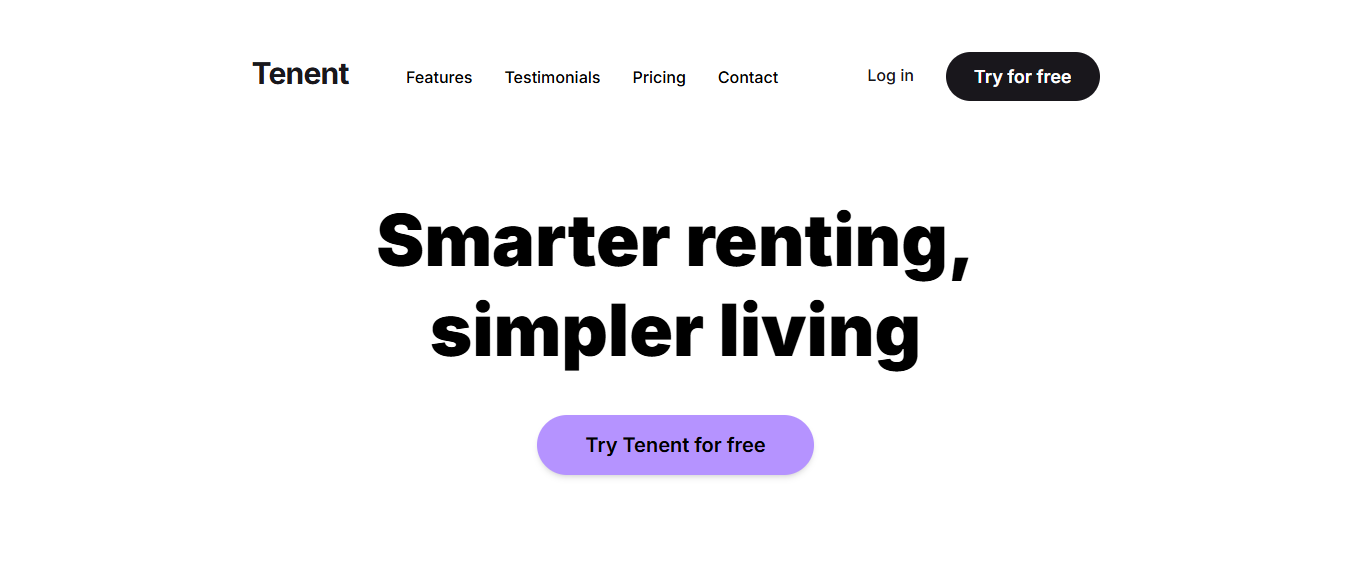 Tenent
Features Testimonials Pricing Contact
Log in
Try for free
Smarter renting,
simpler living
Try Tenent for free